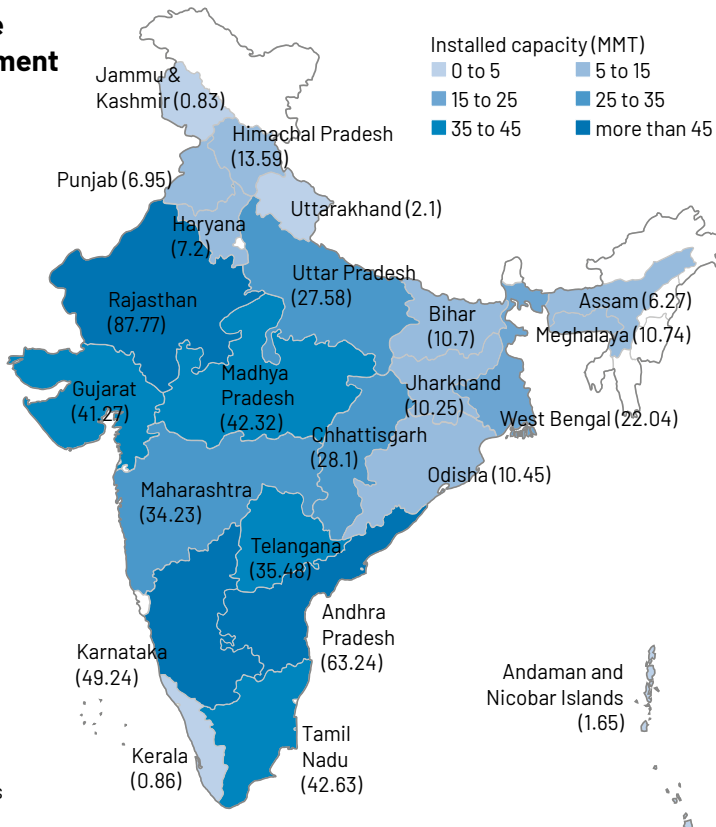 e
ment
Installed capacity (MMT)
0 to 5
5 to 15
15 to 25
25 to 35
35 to 45
more than 45
Jammu &
Kashmir (0.83)
Himachal Pradesh
(13.59)
Punjab (6.95)
Uttarakhand (2.1)
Haryana
(7.2)
Uttar Pradesh
(27.58)
Rajasthan
(87.77)
Bihar
(10.7)
Assam (6.27)
Meghalaya (10.74)
Gujarat
(41.27)
Madhya
Pradesh
(42.32)
Jharkhand
(10.25)
West Bengal (22.04)
Chhattisgarh
(28.1)
Odisha (10.45)
Maharashtra
(34.23)
Telangana
(35.48)
Andhra
Pradesh
(63.24)
Karnataka
(49.24)
Andaman and
Nicobar Islands
(1.65)
Tamil
Nadu
(42.63)
Kerala
(0.86)
s